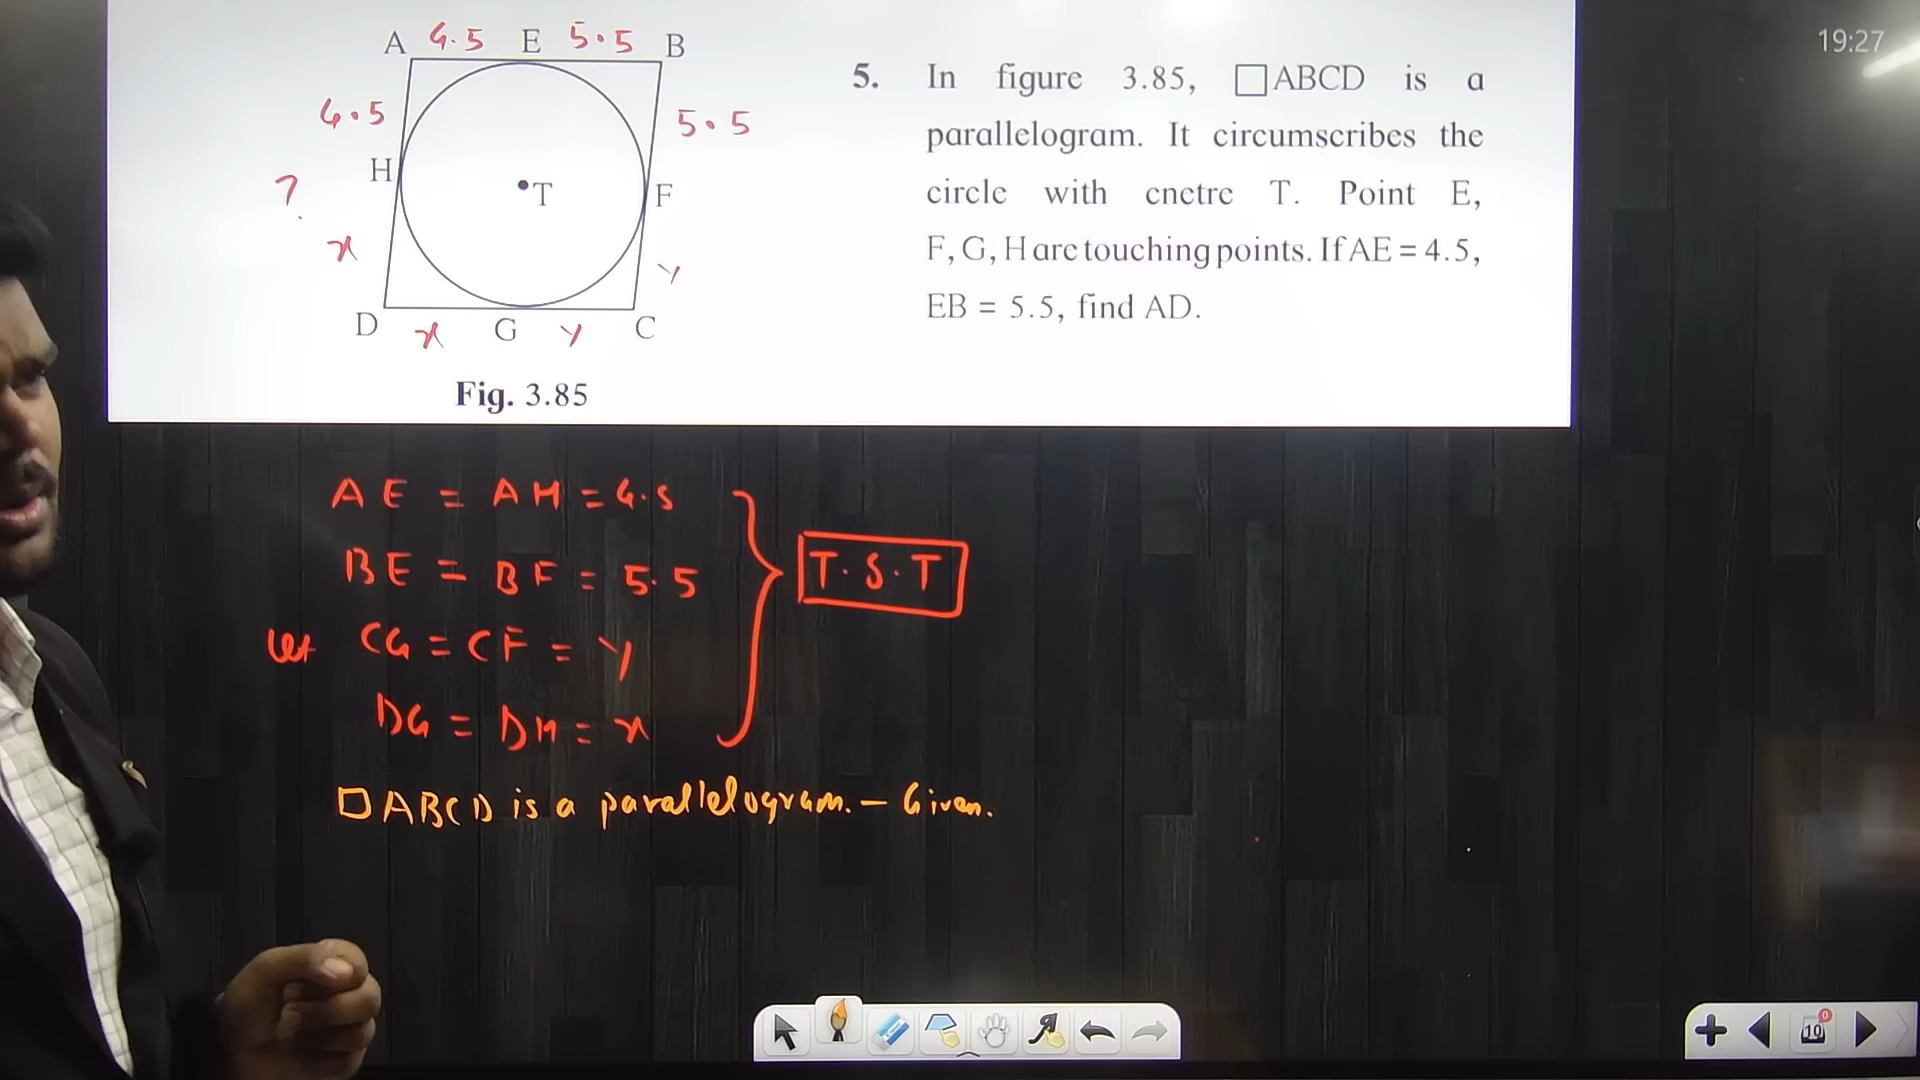 19:27
A 4.5 E 5.5 B
4.5
5.5
H
?
T
F
x
y
D x G y C
Fig. 3.85
5. In figure 3.85, □ABCD is a
parallelogram. It circumscribes the
circle with cnetre T. Point E,
F, G, H are touching points. If AE = 4.5,
EB = 5.5, find AD.
AE = AH = 4.5
BE = BF = 5.5
T.S.T
let CG = CF = y
DG = DH = x
□ABCD is a parallelogram. – Given.
10
0